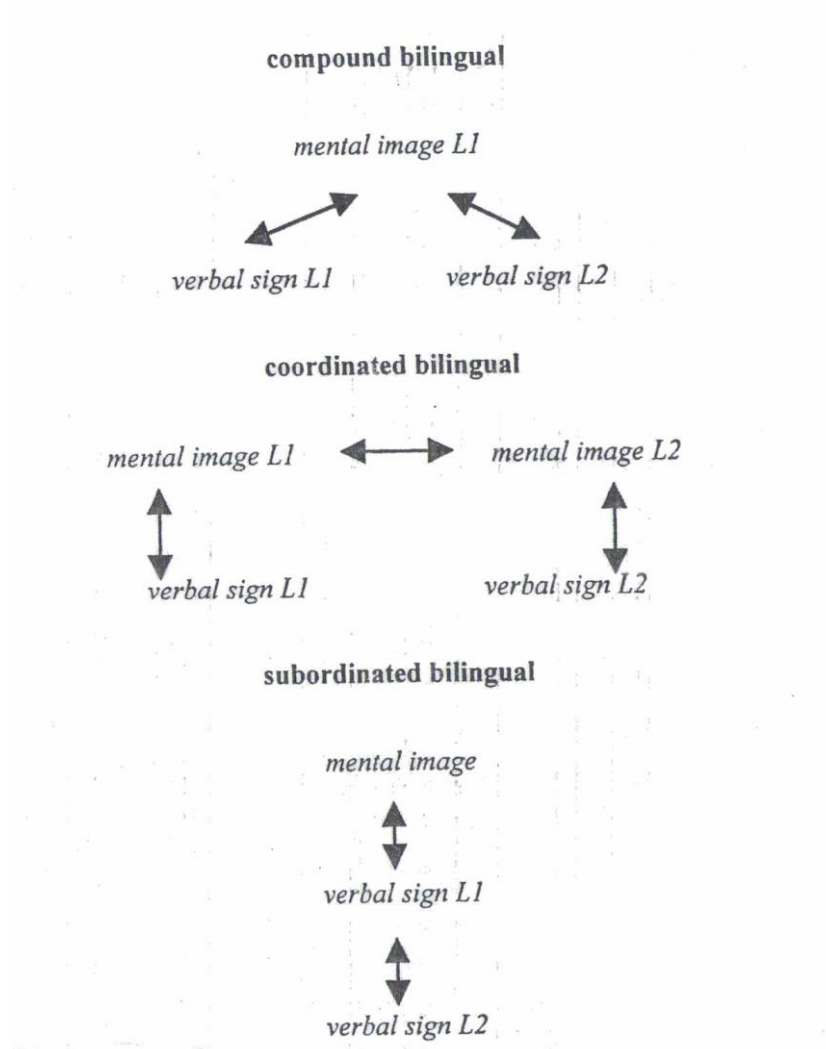 compound bilingual
mental image L1
verbal sign L1 verbal sign L2
coordinated bilingual
mental image L1 mental image L2
verbal sign L1 verbal sign L2
subordinated bilingual
mental image
verbal sign L1
verbal sign L2